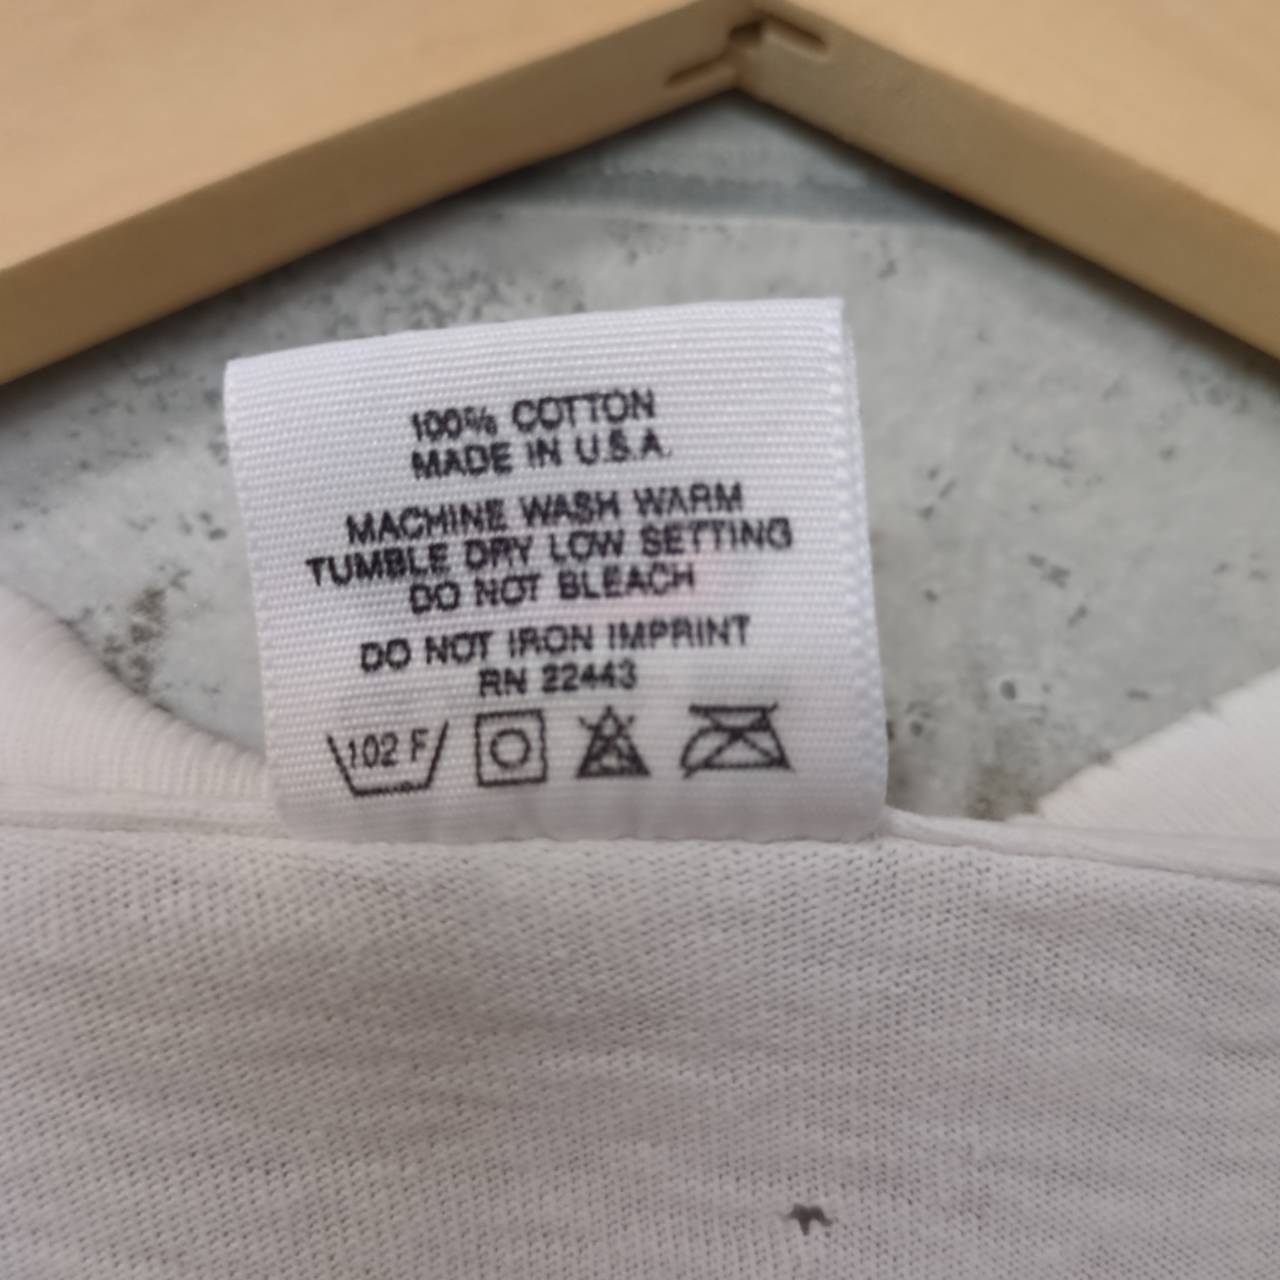 100% COTTON
MADE IN U.S.A.
MACHINE WASH WARM
TUMBLE DRY LOW SETTING
DO NOT BLEACH
DO NOT IRON IMPRINT
RN 22443
102 F